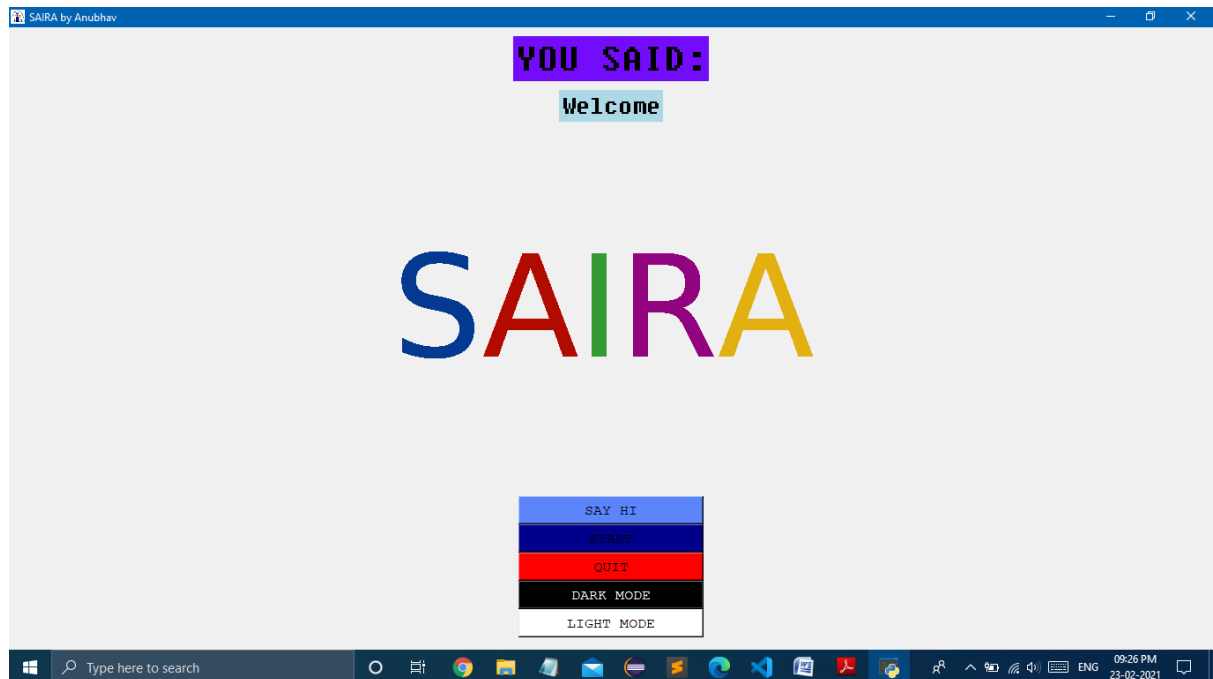 SAIRA by Anubhav
YOU SAID:
Welcome
SAIRA
SAY HI
START
QUIT
DARK MODE
LIGHT MODE
Type here to search
ENG
09:26 PM
23-02-2021